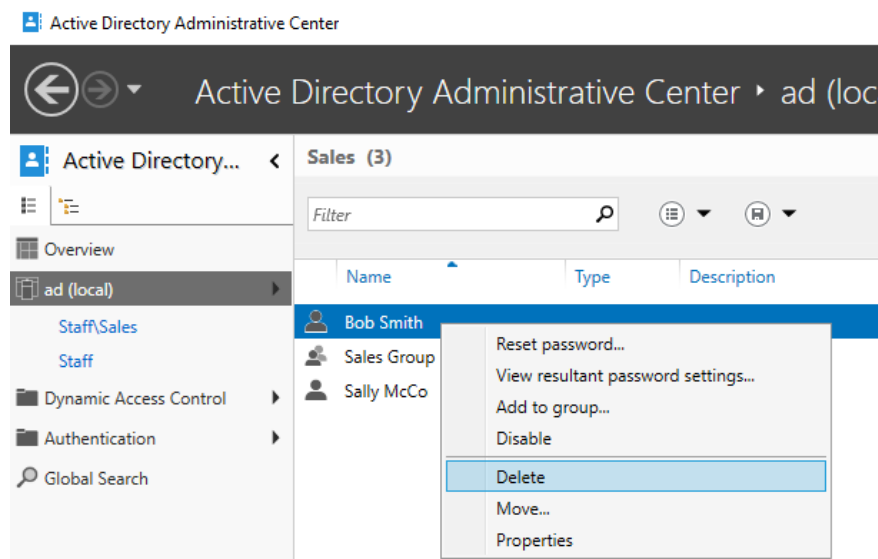 Active Directory Administrative Center
Active Directory Administrative Center ‣ ad (loc
Active Directory...
Sales (3)
Filter
Overview
ad (local)
Staff\Sales
Staff
Dynamic Access Control
Authentication
Global Search
Name Type Description
Bob Smith
Sales Group
Sally McCo
Reset password...
View resultant password settings...
Add to group...
Disable
Delete
Move...
Properties